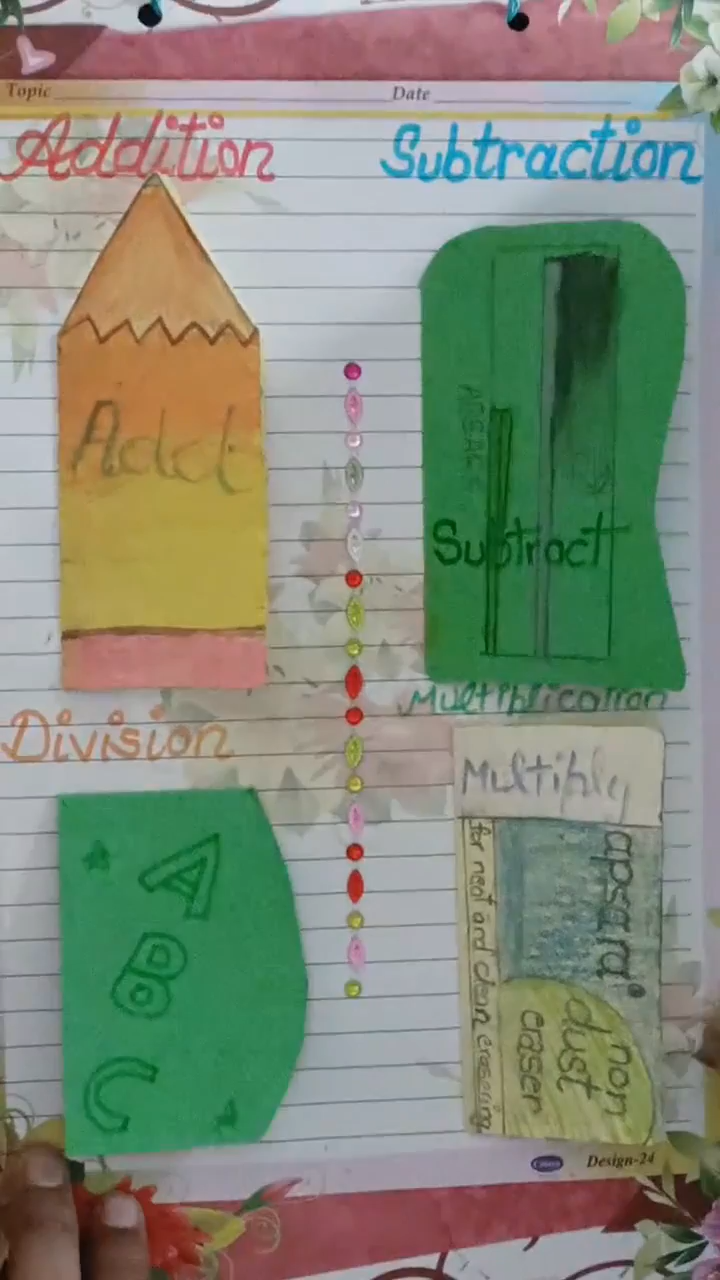 Topic Date
Addition
Subtraction
Add
Subtract
Multiplication
Division
Multiply
A
B
C
apsara
non
dust
eraser
for neat and clean
Design-24